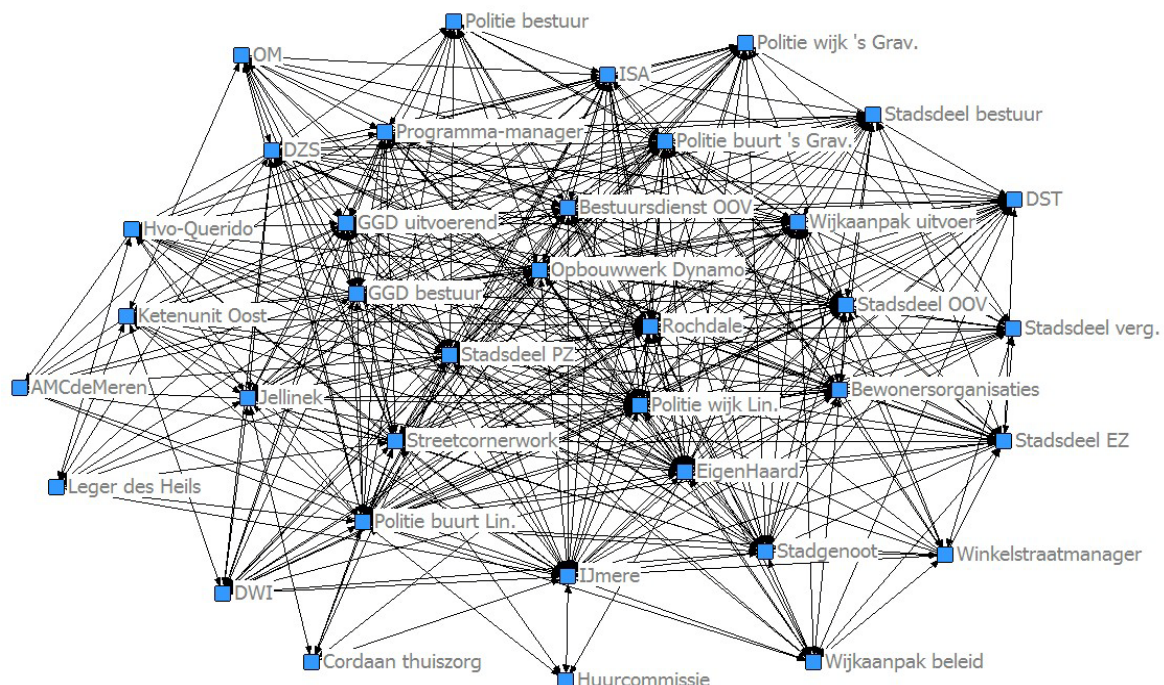 Politie bestuur
Politie wijk 's Grav.
OM
ISA
Stadsdeel bestuur
Programma-manager
Politie buurt 's Grav.
DZS
DST
Bestuursdienst OOV
GGD uitvoerend
Wijkaanpak uitvoer
Hvo-Querido
Opbouwwerk Dynamo
GGD bestuur
Stadsdeel OOV
Ketenunit Oost
Rochdale
Stadsdeel verg.
Stadsdeel PZ
AMCdeMeren
Jellinek
Bewonersorganisaties
Politie wijk Lin.
Streetcornerwork
Stadsdeel EZ
EigenHaard
Leger des Heils
Politie buurt Lin.
Stadgenoot
Winkelstraatmanager
IJmere
DWI
Cordaan thuiszorg
Wijkaanpak beleid
Huurcommissie